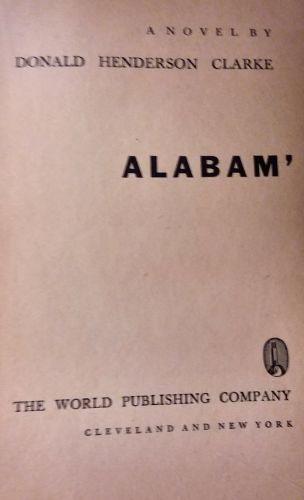 A NOVEL BY
DONALD HENDERSON CLARKE
ALABAM'
THE WORLD PUBLISHING COMPANY
CLEVELAND AND NEW YORK